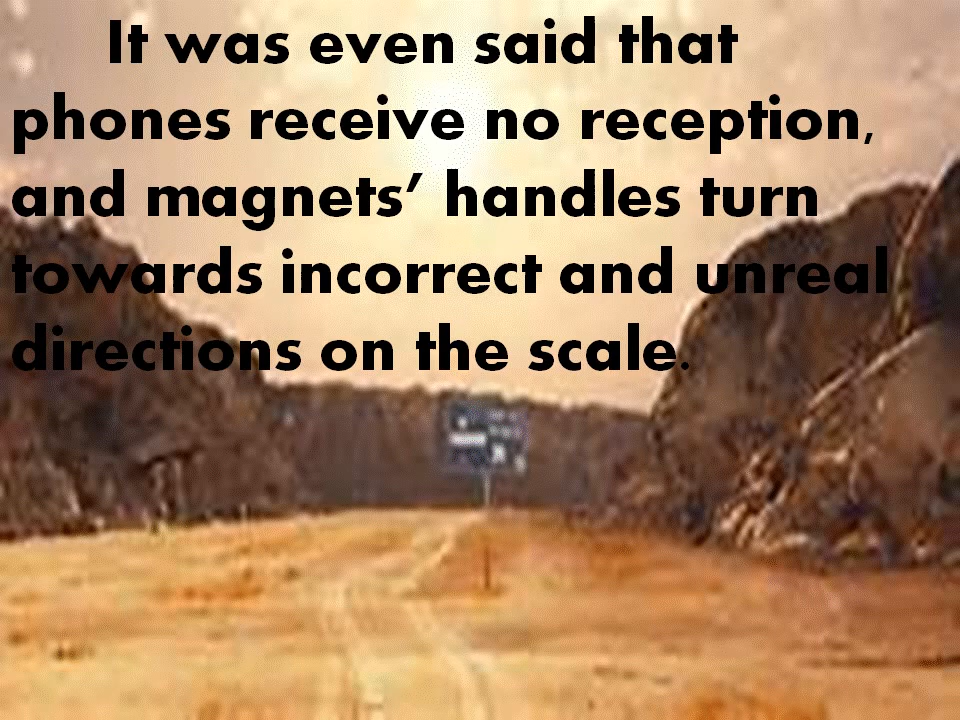 It was even said that
phones receive no reception,
and magnets’ handles turn
towards incorrect and unreal
directions on the scale.